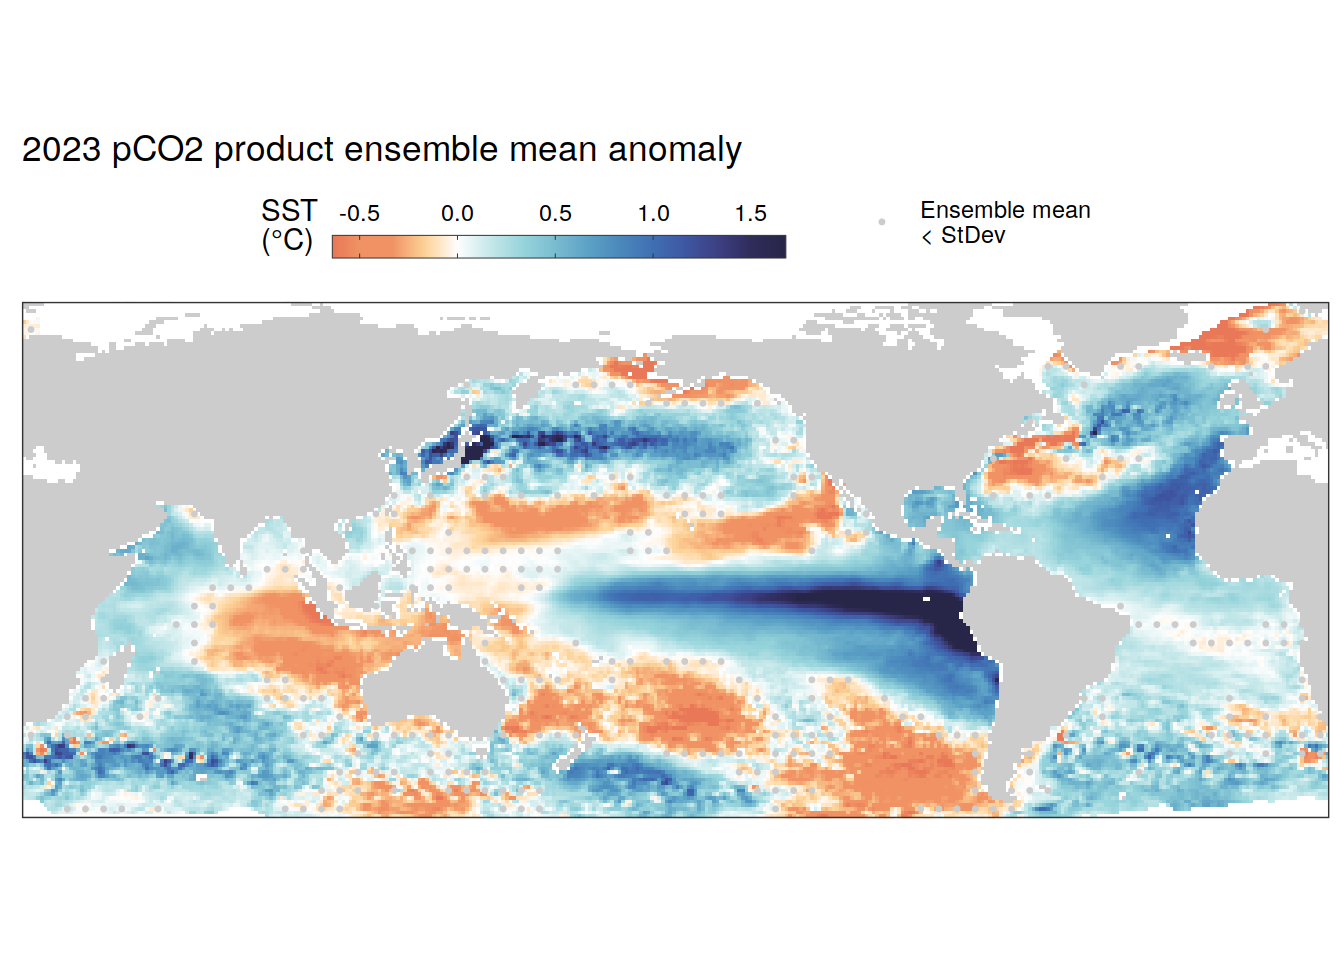 2023 pCO2 product ensemble mean anomaly
SST
(°C)
-0.5 0.0 0.5 1.0 1.5
Ensemble mean
< StDev